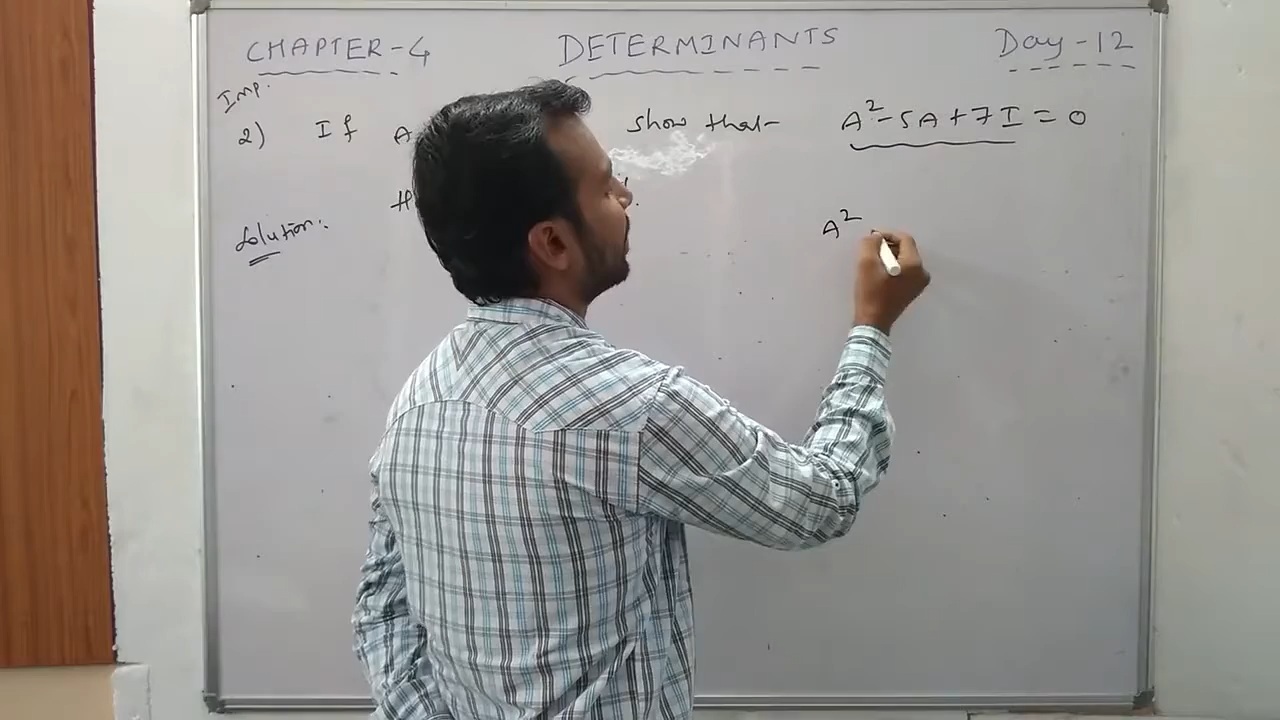 CHAPTER-4 DETERMINANTS Day-12
Imp.
2) If A show that- A²-5A+7I=0
Solution:
A²